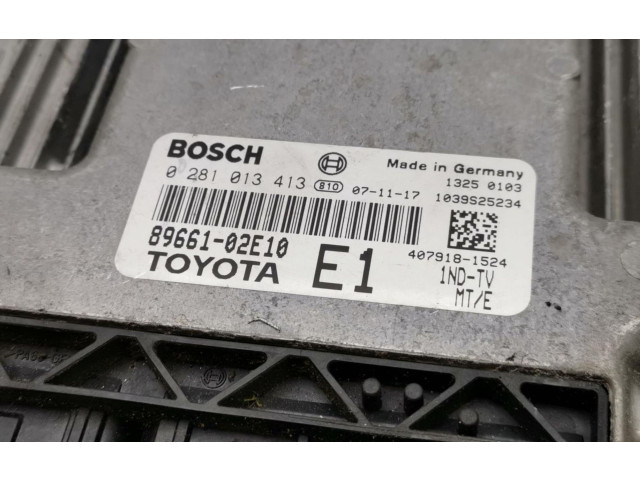 BOSCH
Made in Germany
0 281 013 413 810 07-11-17
1325 0103
1039S25234
89661-02E10
407918-1524
TOYOTA E1
1ND-TV
MT/E